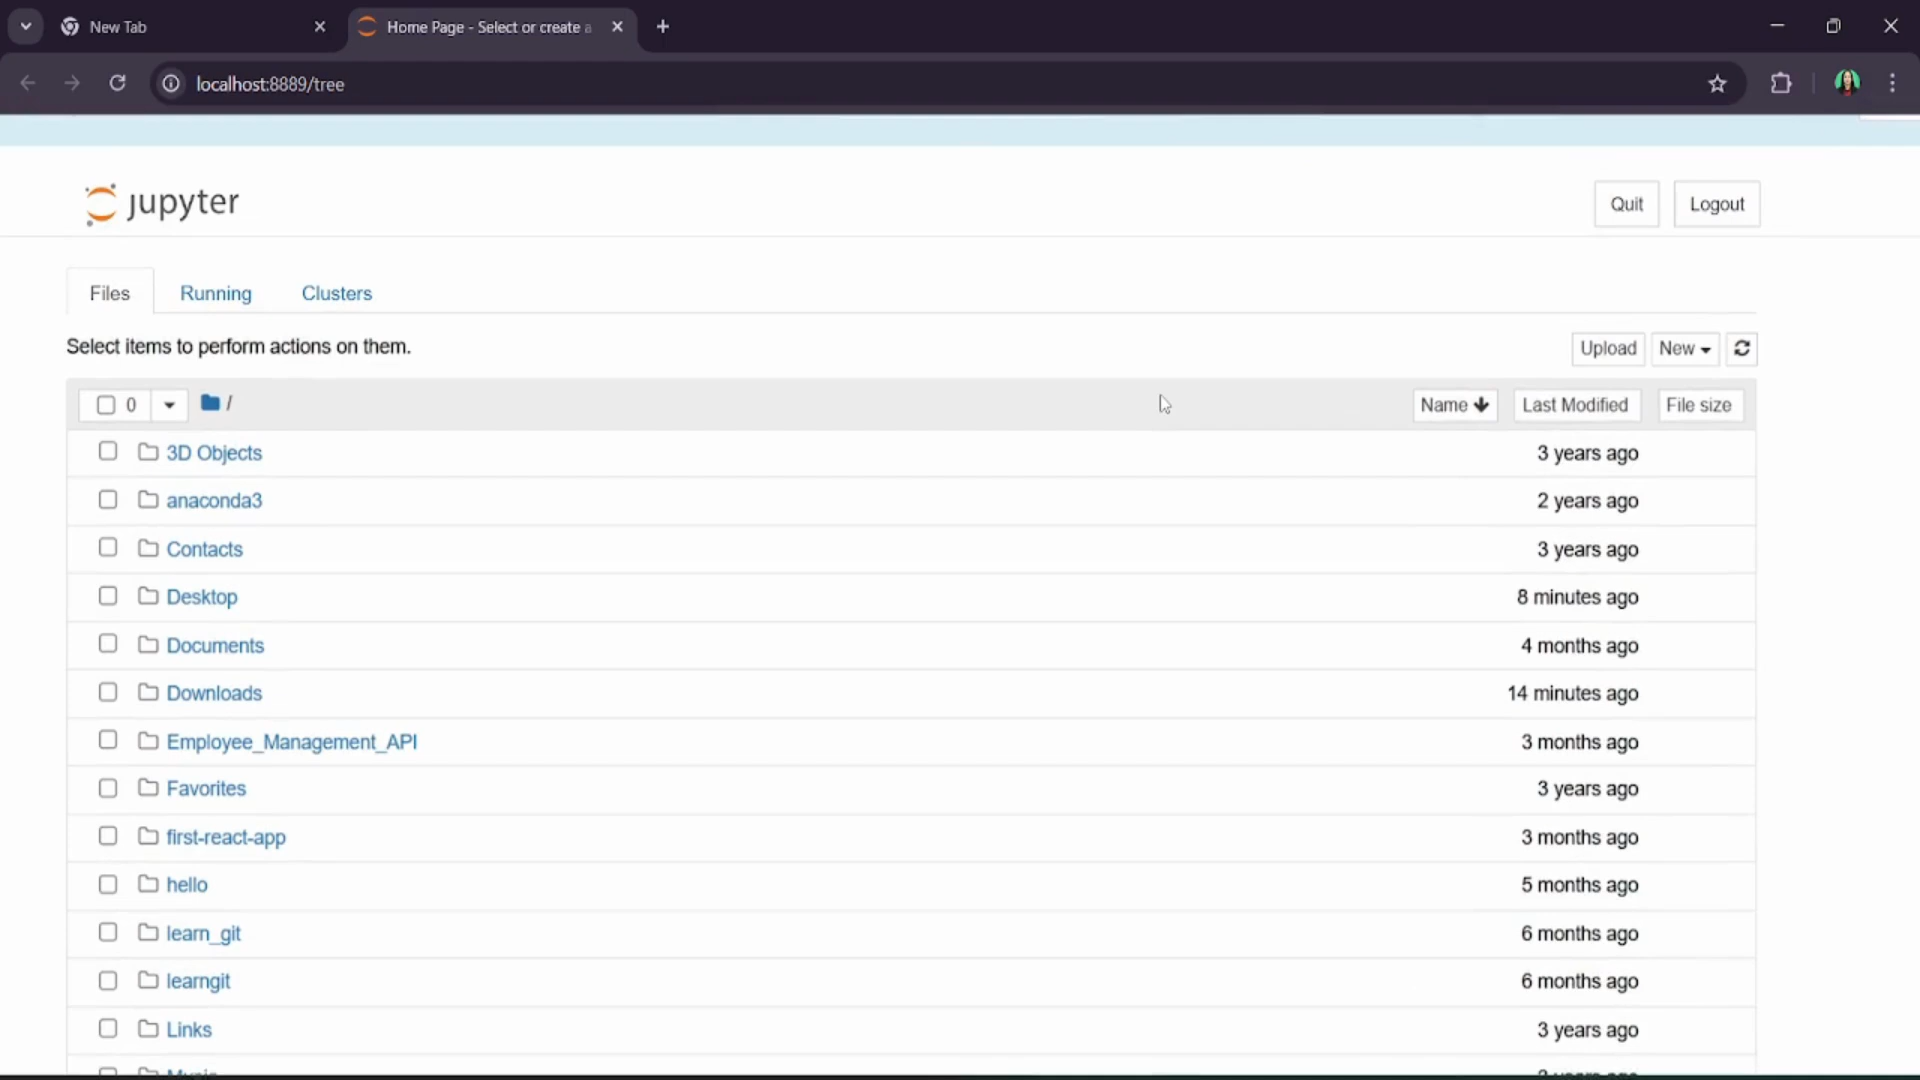 New Tab
Home Page - Select or create a
localhost:8889/tree
jupyter
Quit
Logout
Files
Running
Clusters
Select items to perform actions on them.
Upload
New
0
/
Name
Last Modified
File size
3D Objects 3 years ago
anaconda3 2 years ago
Contacts 3 years ago
Desktop 8 minutes ago
Documents 4 months ago
Downloads 14 minutes ago
Employee_Management_API 3 months ago
Favorites 3 years ago
first-react-app 3 months ago
hello 5 months ago
learn_git 6 months ago
learngit 6 months ago
Links 3 years ago